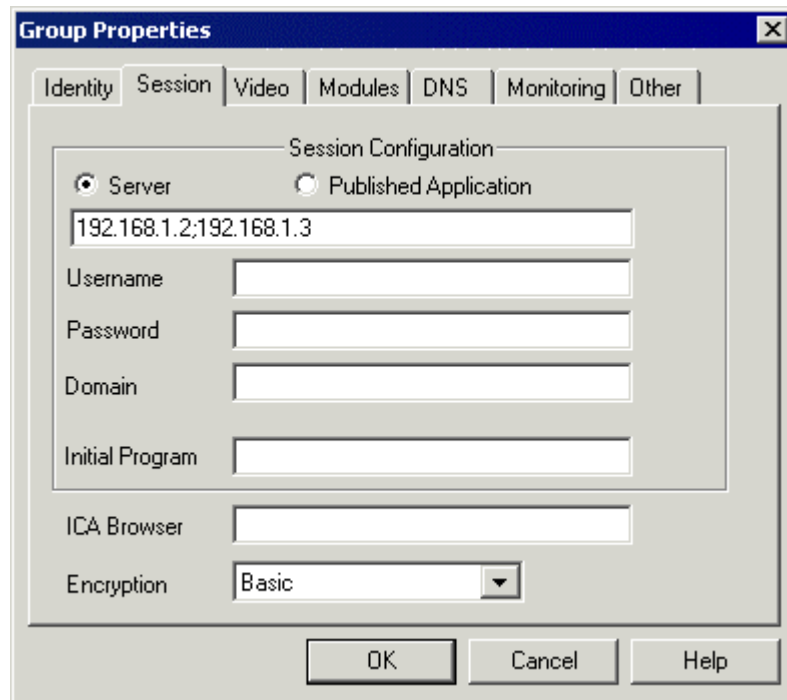 Group Properties
Identity Session Video Modules DNS Monitoring Other
Session Configuration
Server Published Application
192.168.1.2;192.168.1.3
Username
Password
Domain
Initial Program
ICA Browser
Encryption Basic
OK Cancel Help